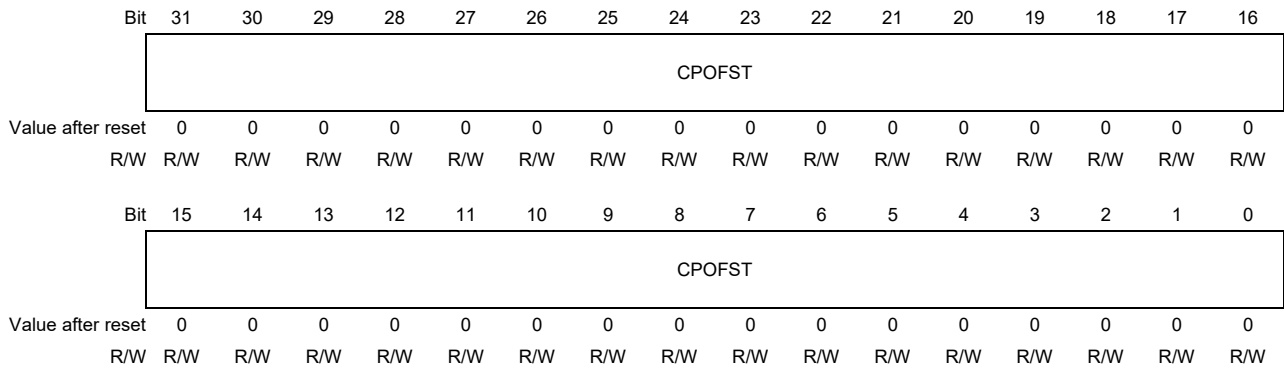 Bit 31 30 29 28 27 26 25 24 23 22 21 20 19 18 17 16
CPOFST
Value after reset 0 0 0 0 0 0 0 0 0 0 0 0 0 0 0 0
R/W R/W R/W R/W R/W R/W R/W R/W R/W R/W R/W R/W R/W R/W R/W R/W R/W
Bit 15 14 13 12 11 10 9 8 7 6 5 4 3 2 1 0
CPOFST
Value after reset 0 0 0 0 0 0 0 0 0 0 0 0 0 0 0 0
R/W R/W R/W R/W R/W R/W R/W R/W R/W R/W R/W R/W R/W R/W R/W R/W R/W